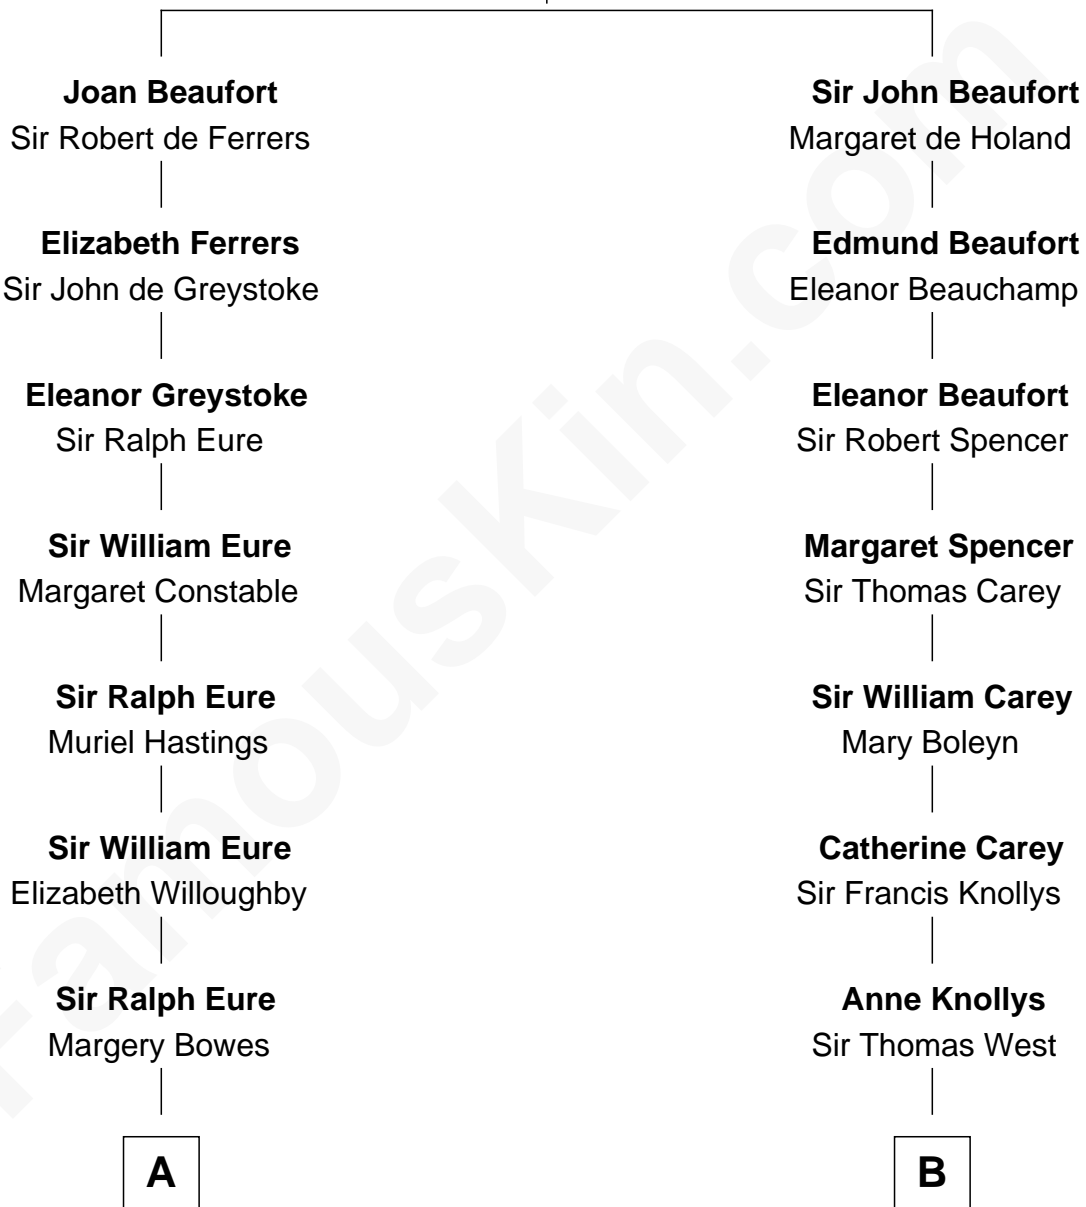 Joan Beaufort
Sir Robert de Ferrers
Elizabeth Ferrers
Sir John de Greystoke
Eleanor Greystoke
Sir Ralph Eure
Sir William Eure
Margaret Constable
Sir Ralph Eure
Muriel Hastings
Sir William Eure
Elizabeth Willoughby
Sir Ralph Eure
Margery Bowes
A
Sir John Beaufort
Margaret de Holand
Edmund Beaufort
Eleanor Beauchamp
Eleanor Beaufort
Sir Robert Spencer
Margaret Spencer
Sir Thomas Carey
Sir William Carey
Mary Boleyn
Catherine Carey
Sir Francis Knollys
Anne Knollys
Sir Thomas West
B
FamousKin.com